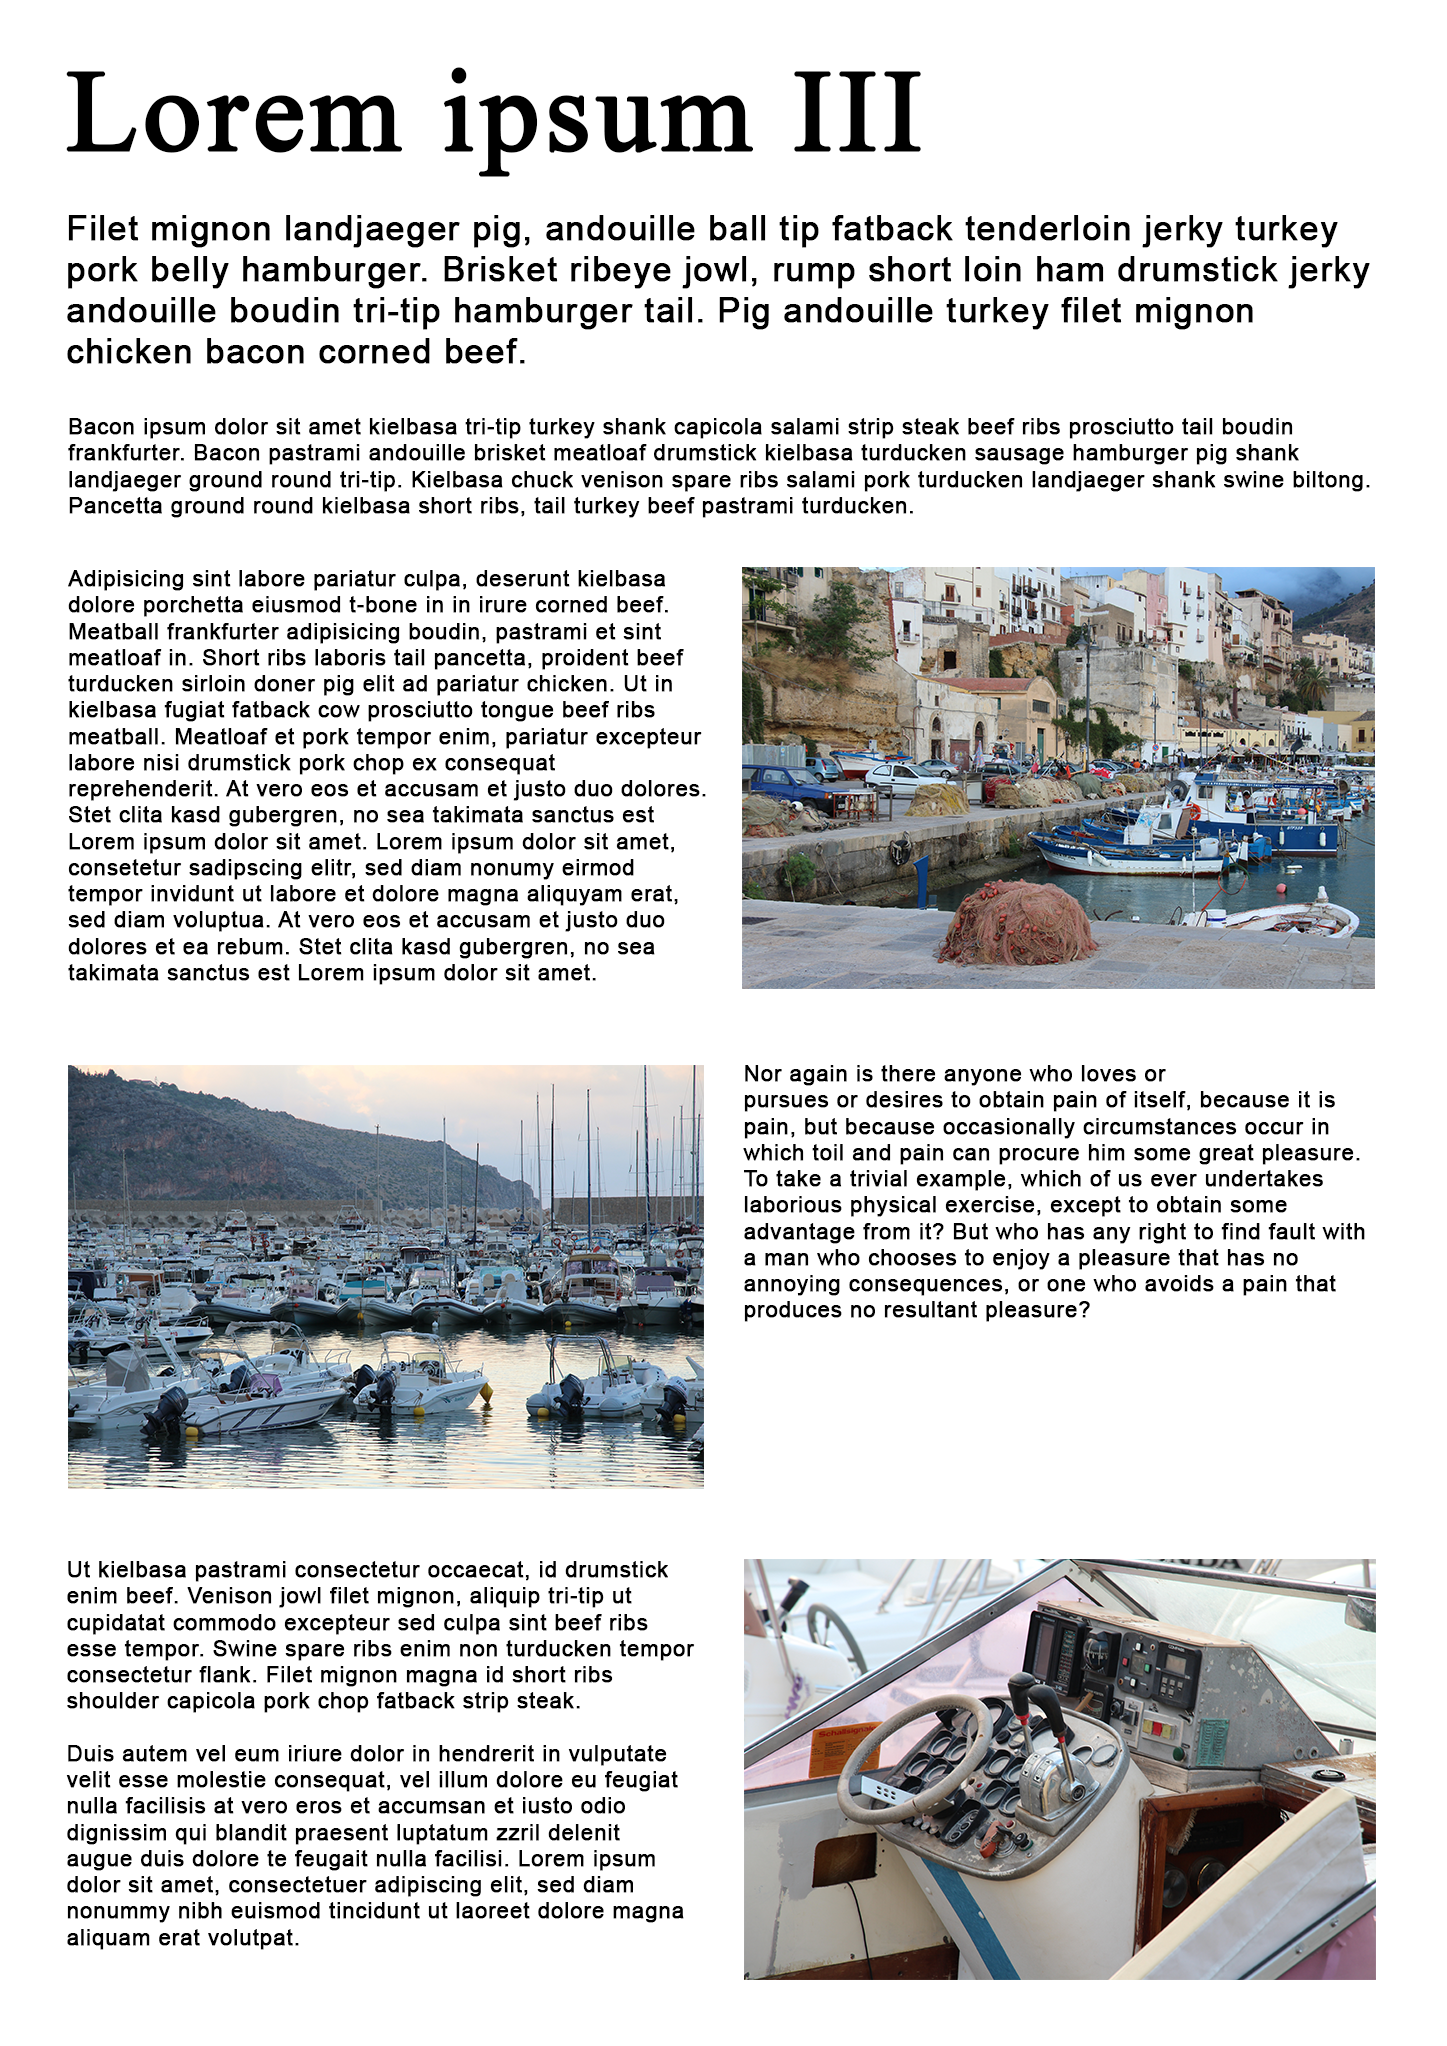 Lorem ipsum III
Filet mignon landjaeger pig, andouille ball tip fatback tenderloin jerky turkey
pork belly hamburger. Brisket ribeye jowl, rump short loin ham drumstick jerky
andouille boudin tri-tip hamburger tail. Pig andouille turkey filet mignon
chicken bacon corned beef.
Bacon ipsum dolor sit amet kielbasa tri-tip turkey shank capicola salami strip steak beef ribs prosciutto tail boudin
frankfurter. Bacon pastrami andouille brisket meatloaf drumstick kielbasa turducken sausage hamburger pig shank
landjaeger ground round tri-tip. Kielbasa chuck venison spare ribs salami pork turducken landjaeger shank swine biltong.
Pancetta ground round kielbasa short ribs, tail turkey beef pastrami turducken.
Adipisicing sint labore pariatur culpa, deserunt kielbasa
dolore porchetta eiusmod t-bone in in irure corned beef.
Meatball frankfurter adipisicing boudin, pastrami et sint
meatloaf in. Short ribs laboris tail pancetta, proident beef
turducken sirloin doner pig elit ad pariatur chicken. Ut in
kielbasa fugiat fatback cow prosciutto tongue beef ribs
meatball. Meatloaf et pork tempor enim, pariatur excepteur
labore nisi drumstick pork chop ex consequat
reprehenderit. At vero eos et accusam et justo duo dolores.
Stet clita kasd gubergren, no sea takimata sanctus est
Lorem ipsum dolor sit amet. Lorem ipsum dolor sit amet,
consetetur sadipscing elitr, sed diam nonumy eirmod
tempor invidunt ut labore et dolore magna aliquyam erat,
sed diam voluptua. At vero eos et accusam et justo duo
dolores et ea rebum. Stet clita kasd gubergren, no sea
takimata sanctus est Lorem ipsum dolor sit amet.
Nor again is there anyone who loves or
pursues or desires to obtain pain of itself, because it is
pain, but because occasionally circumstances occur in
which toil and pain can procure him some great pleasure.
To take a trivial example, which of us ever undertakes
laborious physical exercise, except to obtain some
advantage from it? But who has any right to find fault with
a man who chooses to enjoy a pleasure that has no
annoying consequences, or one who avoids a pain that
produces no resultant pleasure?
Ut kielbasa pastrami consectetur occaecat, id drumstick
enim beef. Venison jowl filet mignon, aliquip tri-tip ut
cupidatat commodo excepteur sed culpa sint beef ribs
esse tempor. Swine spare ribs enim non turducken tempor
consectetur flank. Filet mignon magna id short ribs
shoulder capicola pork chop fatback strip steak.
Duis autem vel eum iriure dolor in hendrerit in vulputate
velit esse molestie consequat, vel illum dolore eu feugiat
nulla facilisis at vero eros et accumsan et iusto odio
dignissim qui blandit praesent luptatum zzril delenit
augue duis dolore te feugait nulla facilisi. Lorem ipsum
dolor sit amet, consectetuer adipiscing elit, sed diam
nonummy nibh euismod tincidunt ut laoreet dolore magna
aliquam erat volutpat.
Schallsignale